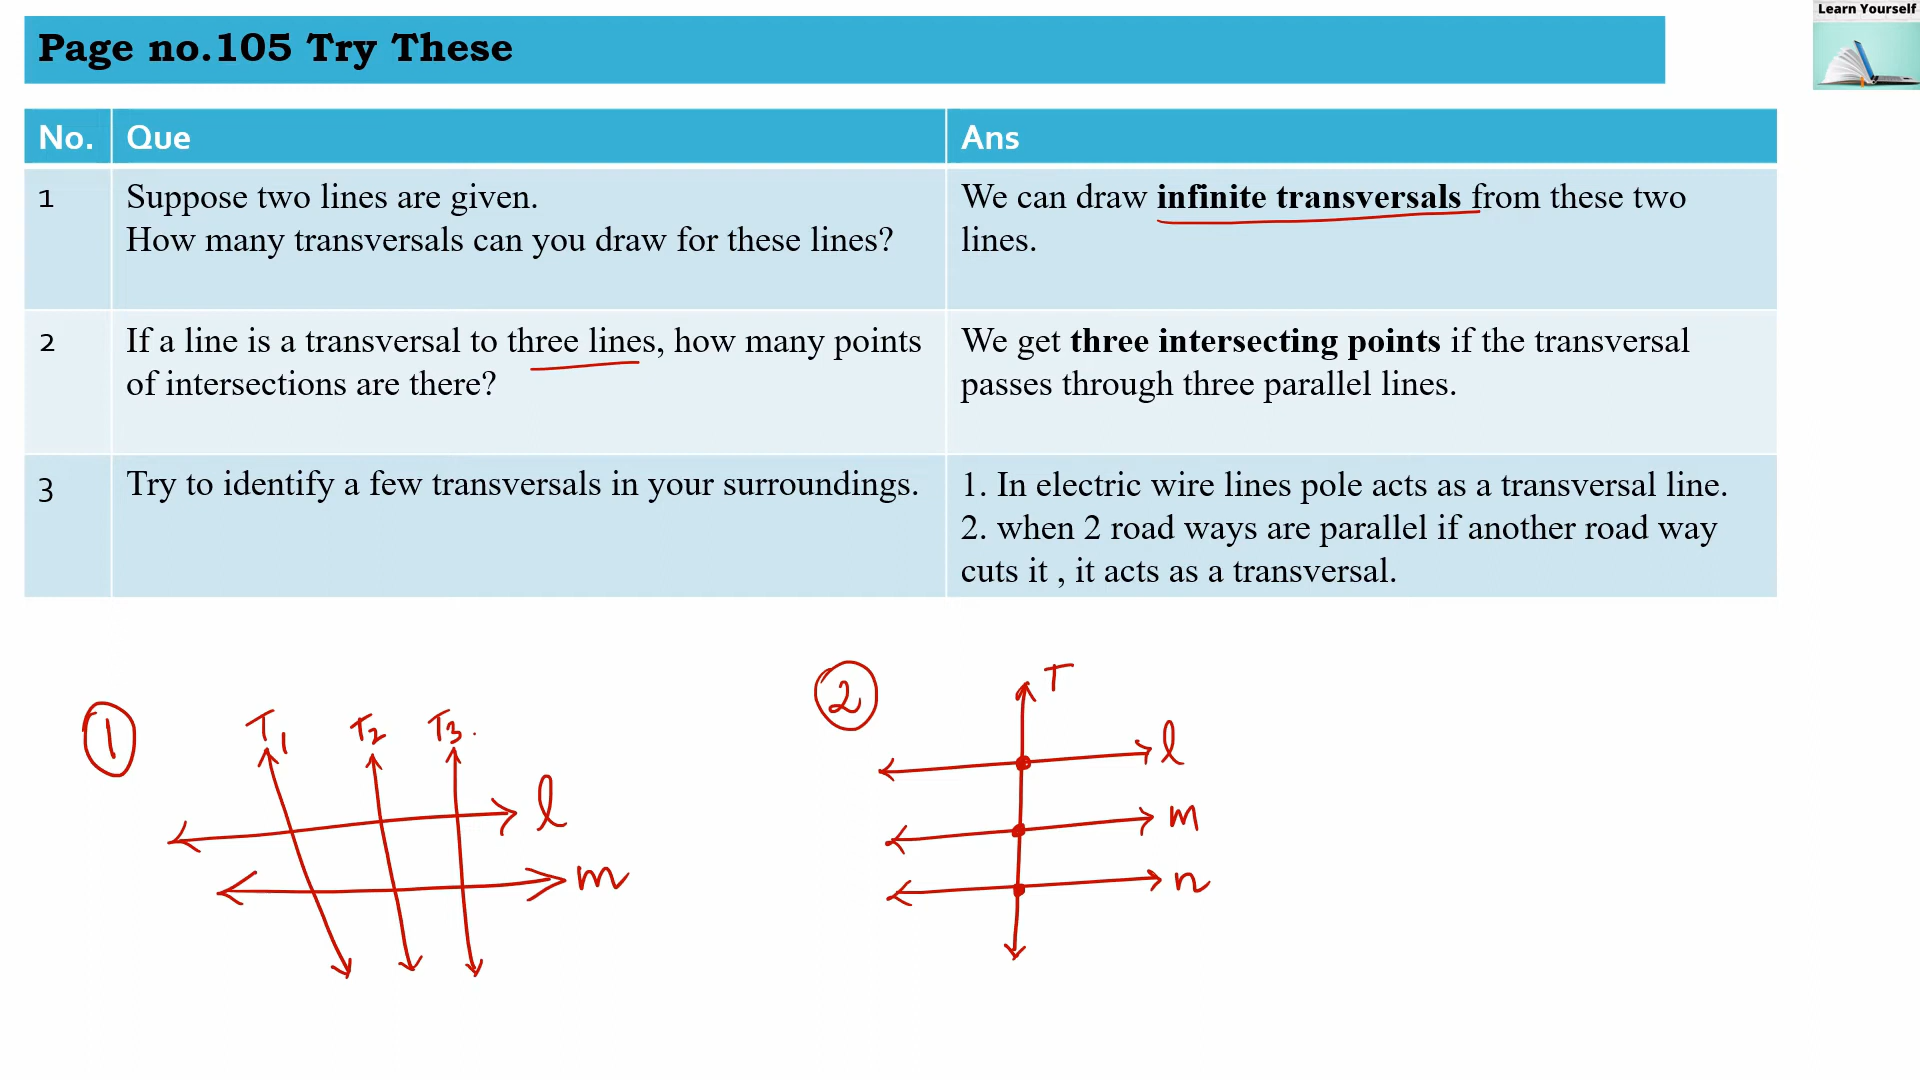 Learn Yourself
Page no.105 Try These
No. Que Ans
1 Suppose two lines are given.
How many transversals can you draw for these lines?
We can draw infinite transversals from these two
lines.
2 If a line is a transversal to three lines, how many points
of intersections are there?
We get three intersecting points if the transversal
passes through three parallel lines.
3 Try to identify a few transversals in your surroundings.
1. In electric wire lines pole acts as a transversal line.
2. when 2 road ways are parallel if another road way
cuts it , it acts as a transversal.
1
T1 T2 T3.
l
m
2
T
l
m
n